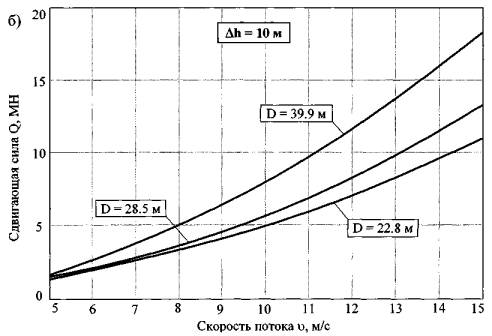 б)
Δh = 10 м
Сдвигающая сила Q, МН
20
15
10
5
0
D = 39.9 м
D = 28.5 м
D = 22.8 м
5 6 7 8 9 10 11 12 13 14 15
Скорость потока υ, м/с